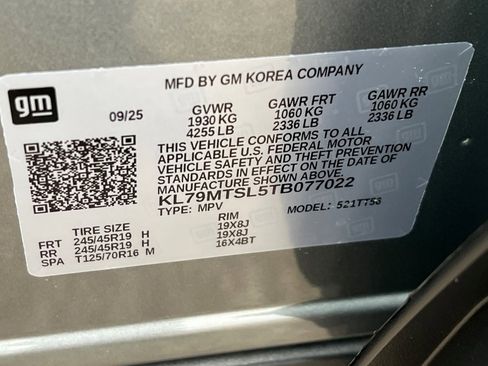 MFD BY GM KOREA COMPANY
gm
09/25 GVWR GAWR FRT GAWR RR
1930 KG 1060 KG 1060 KG
4255 LB 2336 LB 2336 LB
THIS VEHICLE CONFORMS TO ALL
APPLICABLE U.S. FEDERAL MOTOR
VEHICLE SAFETY AND THEFT PREVENTION
STANDARDS IN EFFECT ON THE DATE OF
MANUFACTURE SHOWN ABOVE.
KL79MTSL5TB077022
TYPE: MPV MODEL: 521T753
TIRE SIZE RIM
FRT 245/45R19 H 19X8J
RR 245/45R19 H 19X8J
SPA T125/70R16 M 16X4BT